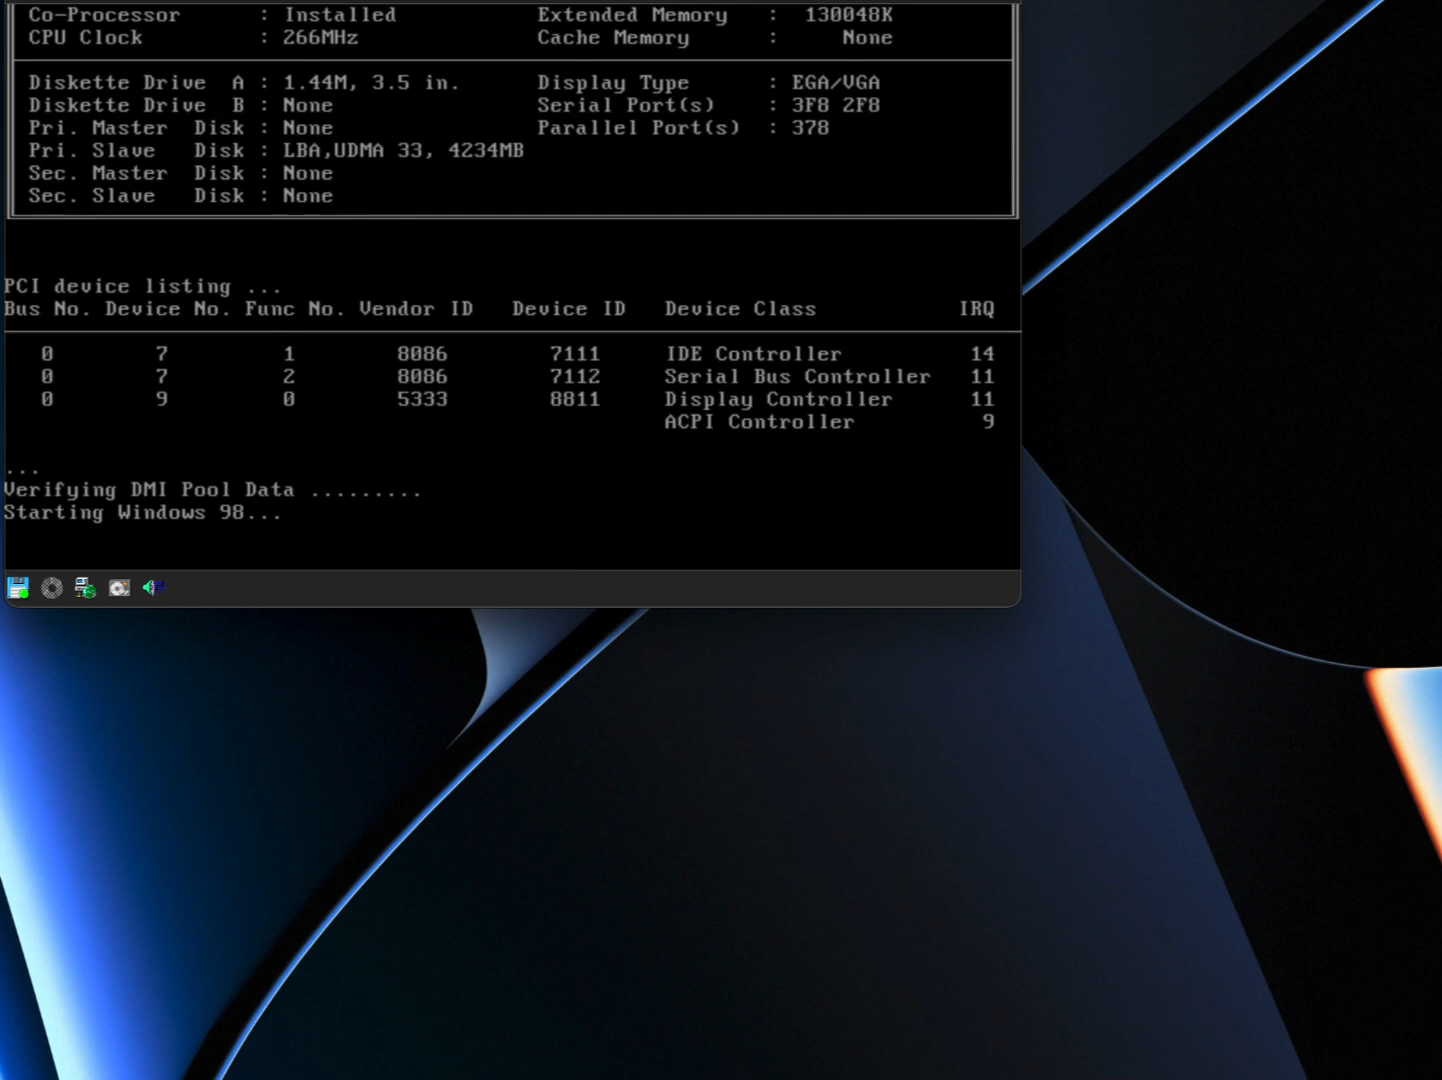 Co-Processor : Installed Extended Memory : 130048K
CPU Clock : 266MHz Cache Memory : None
Diskette Drive A : 1.44M, 3.5 in. Display Type : EGA/VGA
Diskette Drive B : None Serial Port(s) : 3F8 2F8
Pri. Master Disk : None Parallel Port(s) : 378
Pri. Slave Disk : LBA,UDMA 33, 4234MB
Sec. Master Disk : None
Sec. Slave Disk : None
PCI device listing ...
Bus No. Device No. Func No. Vendor ID Device ID Device Class IRQ
0 7 1 8086 7111 IDE Controller 14
0 7 2 8086 7112 Serial Bus Controller 11
0 9 0 5333 8811 Display Controller 11
ACPI Controller 9
...
Verifying DMI Pool Data .........
Starting Windows 98...